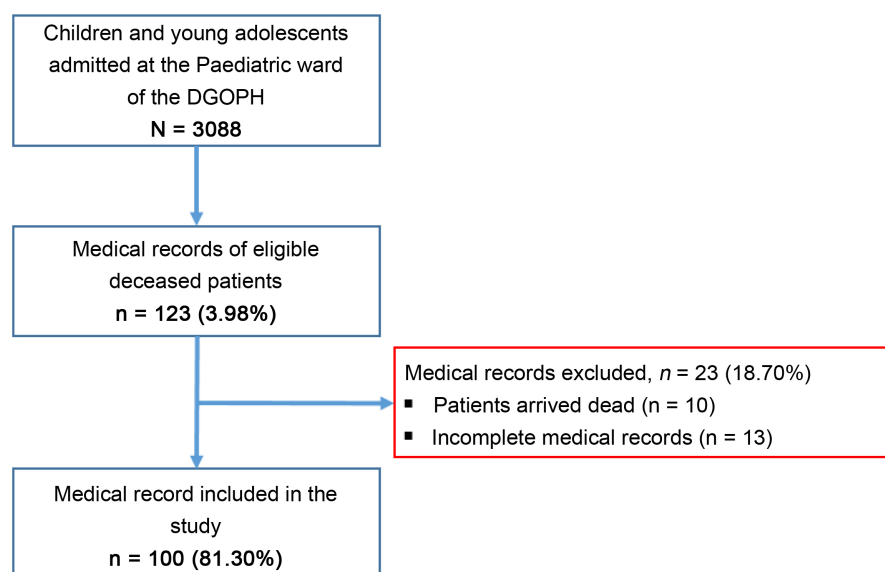 Children and young adolescents
admitted at the Paediatric ward
of the DGOPH
N = 3088
Medical records of eligible
deceased patients
n = 123 (3.98%)
Medical records excluded, n = 23 (18.70%)
▪ Patients arrived dead (n = 10)
▪ Incomplete medical records (n = 13)
Medical record included in the
study
n = 100 (81.30%)